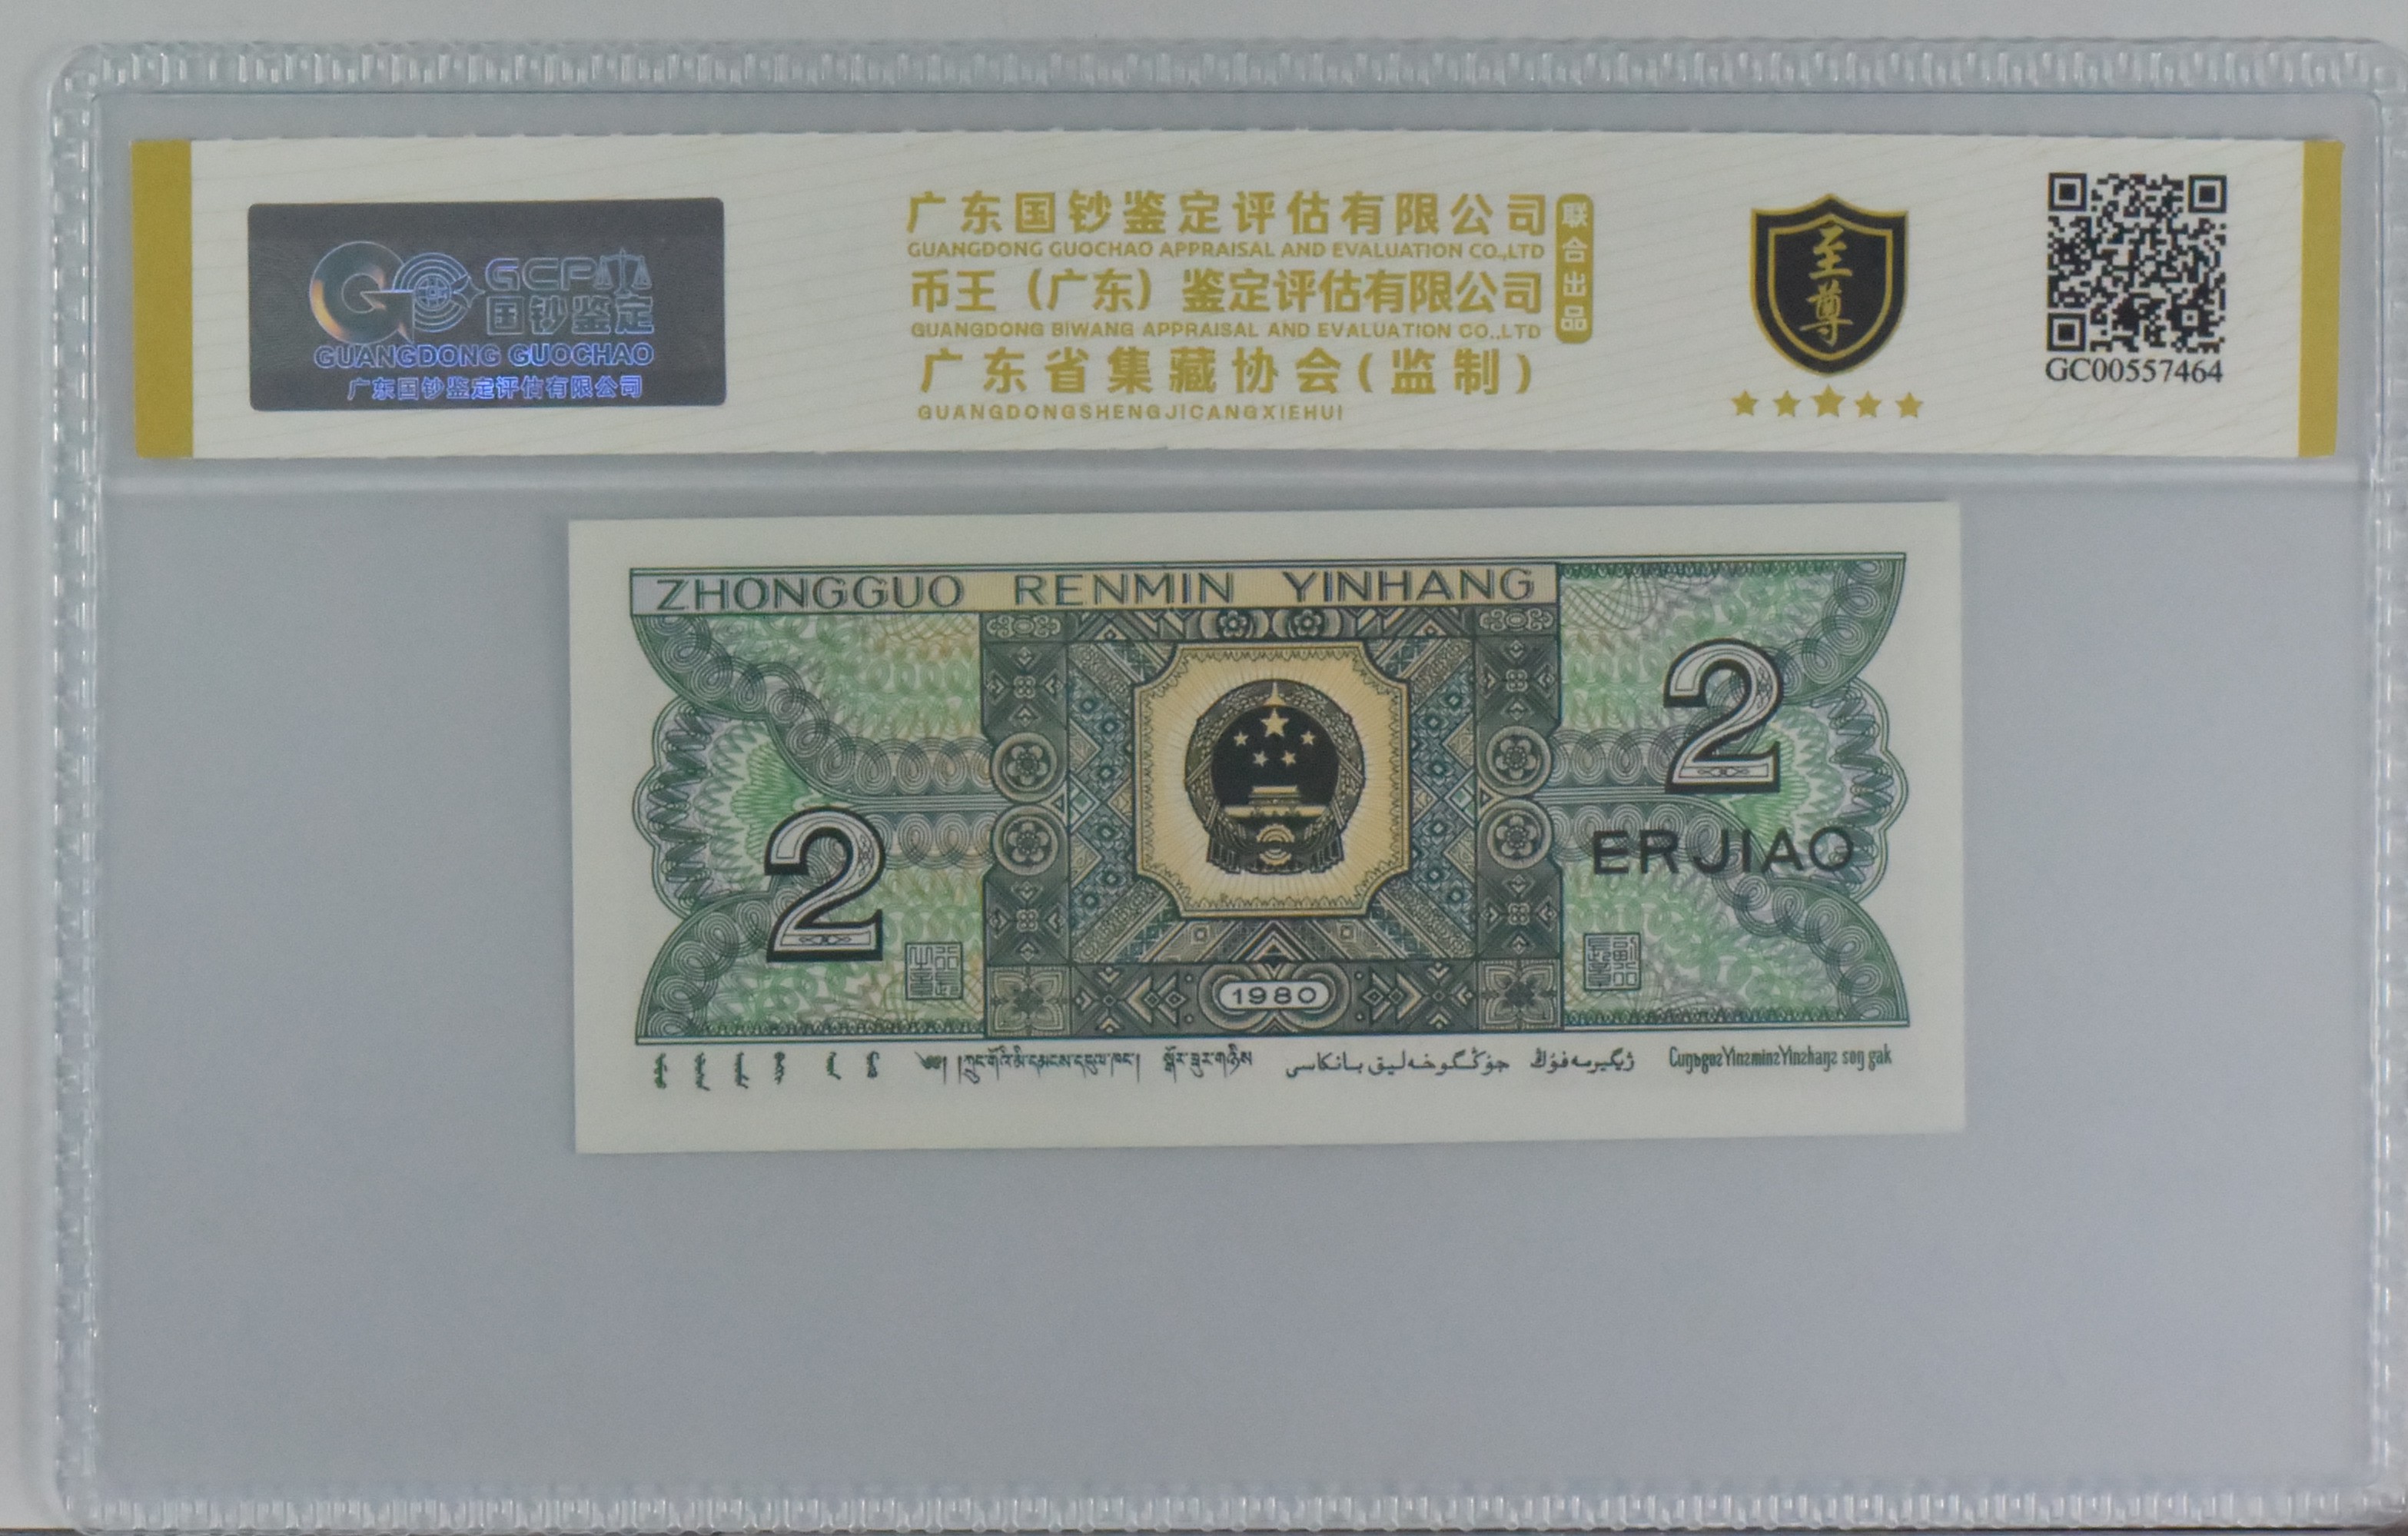 GCP
国钞鉴定
GUANGDONG GUOCHAO
广东国钞鉴定评估有限公司
广东国钞鉴定评估有限公司
GUANGDONG GUOCHAO APPRAISAL AND EVALUATION CO.,LTD
币王（广东）鉴定评估有限公司
GUANGDONG BIWANG APPRAISAL AND EVALUATION CO.,LTD
广东省集藏协会(监制)
GUANGDONGSHENGJICANGXIEHUI
联合出品
至尊
GC00557464
ZHONGGUO RENMIN YINHANG
2
2
ERJIAO
1980
جۇڭگوخەلىق بانكاسى